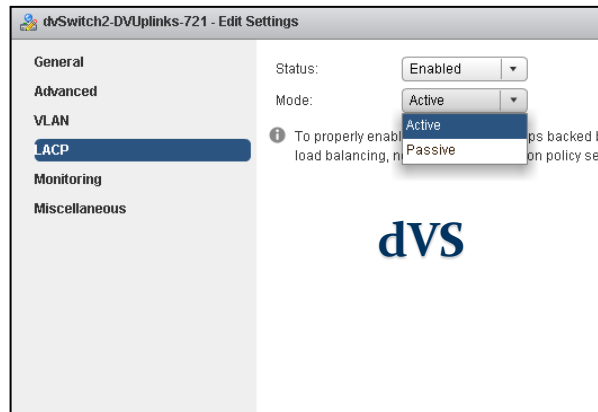 dvSwitch2-DVUplinks-721 - Edit Settings
General
Advanced
VLAN
LACP
Monitoring
Miscellaneous
Status: Enabled
Mode: Active
Active
Passive
To properly enabl ps backed
load balancing, n on policy se
dVS